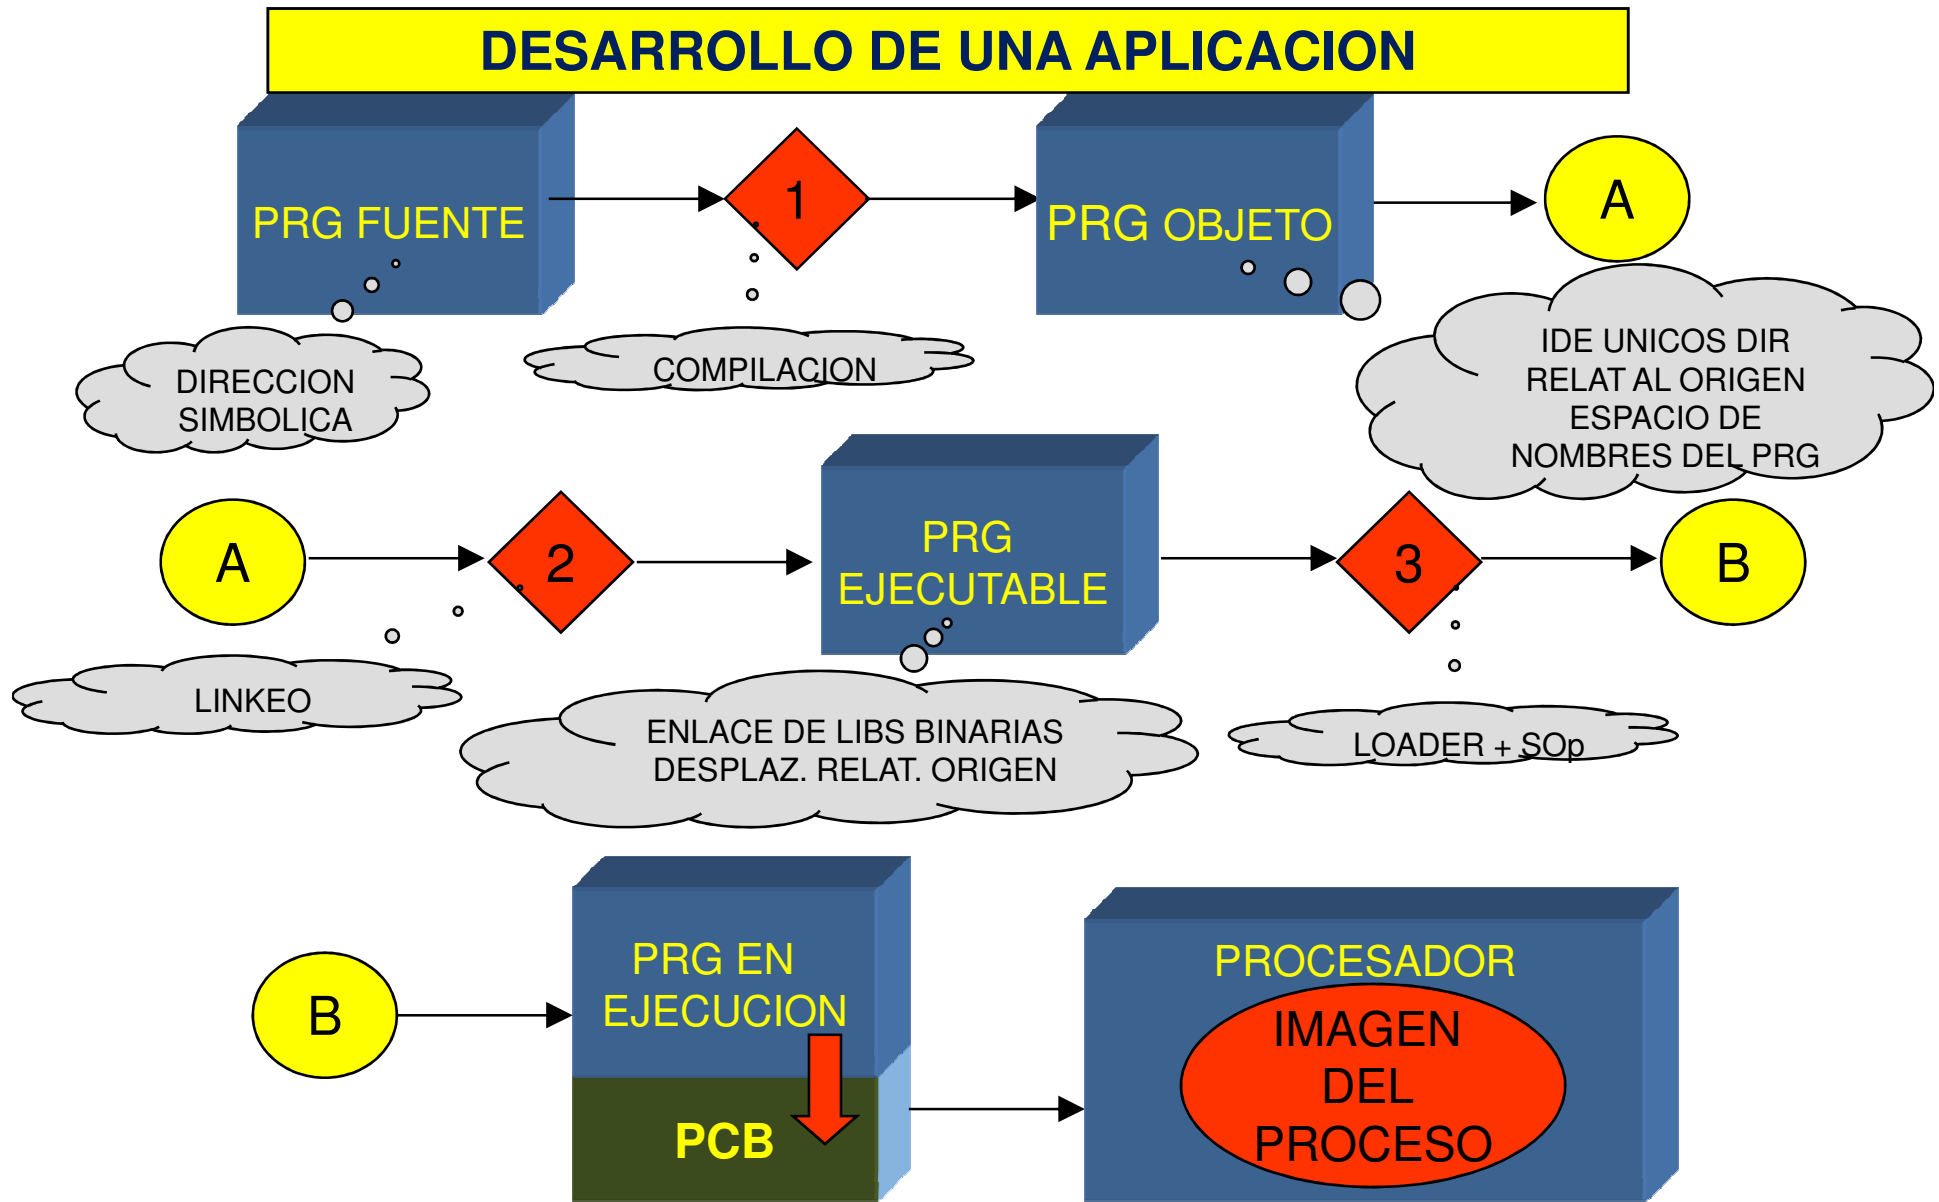 DESARROLLO DE UNA APLICACION
PRG FUENTE
1
PRG OBJETO
A
DIRECCION
SIMBOLICA
COMPILACION
IDE UNICOS DIR
RELAT AL ORIGEN
ESPACIO DE
NOMBRES DEL PRG
A
2
PRG
EJECUTABLE
3
B
LINKEO
ENLACE DE LIBS BINARIAS
DESPLAZ. RELAT. ORIGEN
LOADER + SOp
B
PRG EN
EJECUCION
PCB
PROCESADOR
IMAGEN
DEL
PROCESO